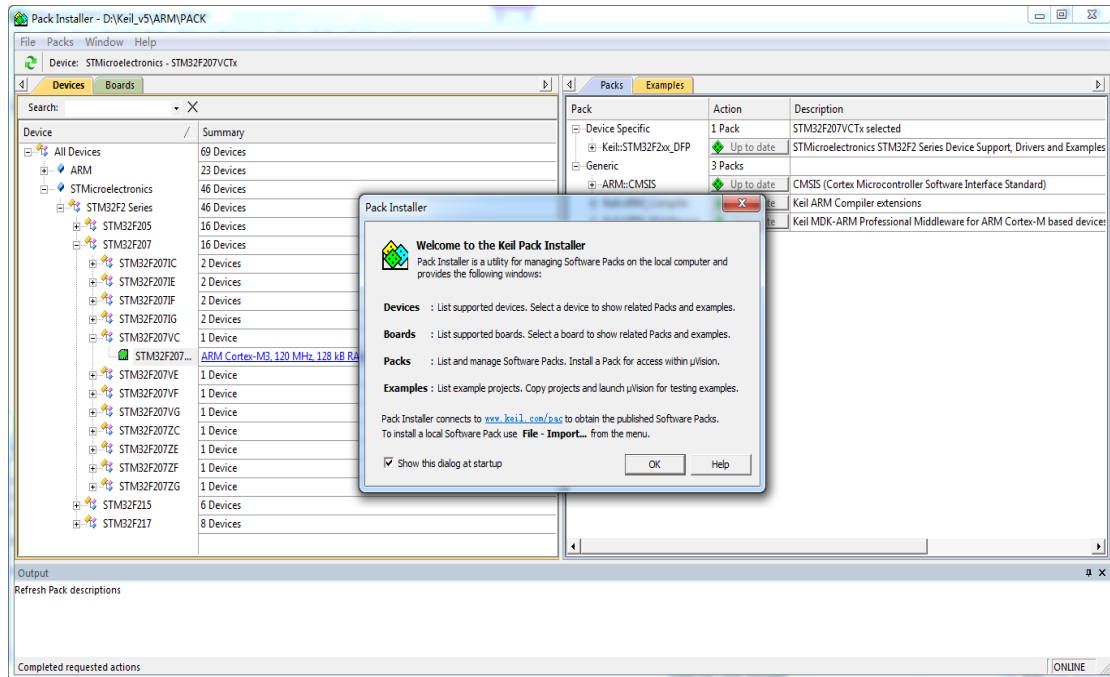 Pack Installer - D:\Keil_v5\ARM\PACK
File Packs Window Help
Device: STMicroelectronics - STM32F207VCTx
Devices Boards
Search:
Device / Summary
All Devices 69 Devices
ARM 23 Devices
STMicroelectronics 46 Devices
STM32F2 Series 46 Devices
STM32F205 16 Devices
STM32F207 16 Devices
STM32F207IC 2 Devices
STM32F207IE 2 Devices
STM32F207IF 2 Devices
STM32F207IG 2 Devices
STM32F207VC 1 Device
STM32F207... ARM Cortex-M3, 120 MHz, 128 kB RA
STM32F207VE 1 Device
STM32F207VF 1 Device
STM32F207VG 1 Device
STM32F207ZC 1 Device
STM32F207ZE 1 Device
STM32F207ZF 1 Device
STM32F207ZG 1 Device
STM32F215 6 Devices
STM32F217 8 Devices
Packs Examples
Pack Action Description
Device Specific 1 Pack STM32F207VCTx selected
Keil::STM32F2xx_DFP Up to date STMicroelectronics STM32F2 Series Device Support, Drivers and Examples
Generic 3 Packs
ARM::CMSIS Up to date CMSIS (Cortex Microcontroller Software Interface Standard)
Keil ARM Compiler extensions
Keil MDK-ARM Professional Middleware for ARM Cortex-M based devices
Pack Installer
Welcome to the Keil Pack Installer
Pack Installer is a utility for managing Software Packs on the local computer and
provides the following windows:
Devices : List supported devices. Select a device to show related Packs and examples.
Boards : List supported boards. Select a board to show related Packs and examples.
Packs : List and manage Software Packs. Install a Pack for access within µVision.
Examples : List example projects. Copy projects and launch µVision for testing examples.
Pack Installer connects to www.keil.com/pac to obtain the published Software Packs.
To install a local Software Pack use File - Import... from the menu.
Show this dialog at startup
OK
Help
Output
Refresh Pack descriptions
Completed requested actions
ONLINE